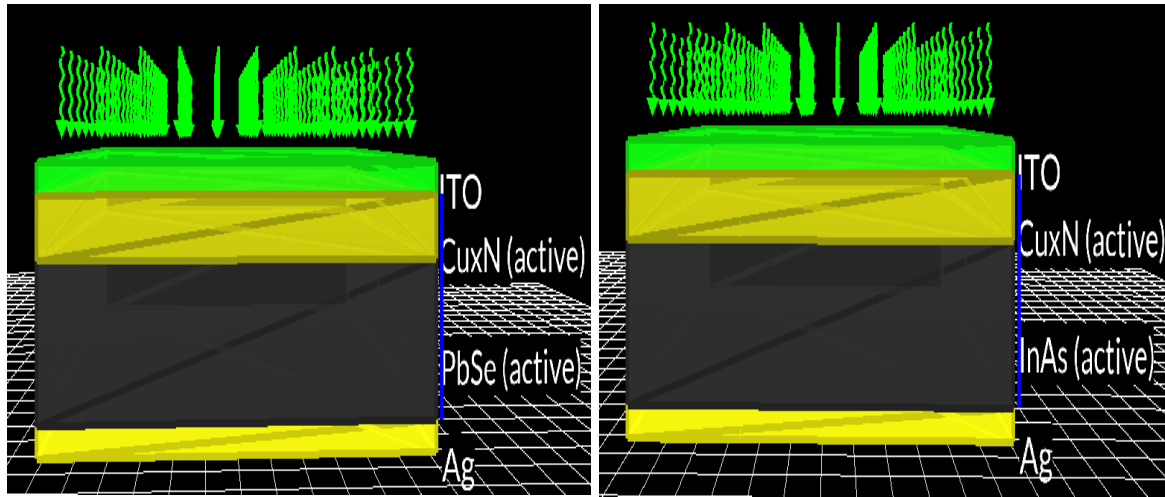 ITO
CuxN (active)
PbSe (active)
Ag
ITO
CuxN (active)
InAs (active)
Ag